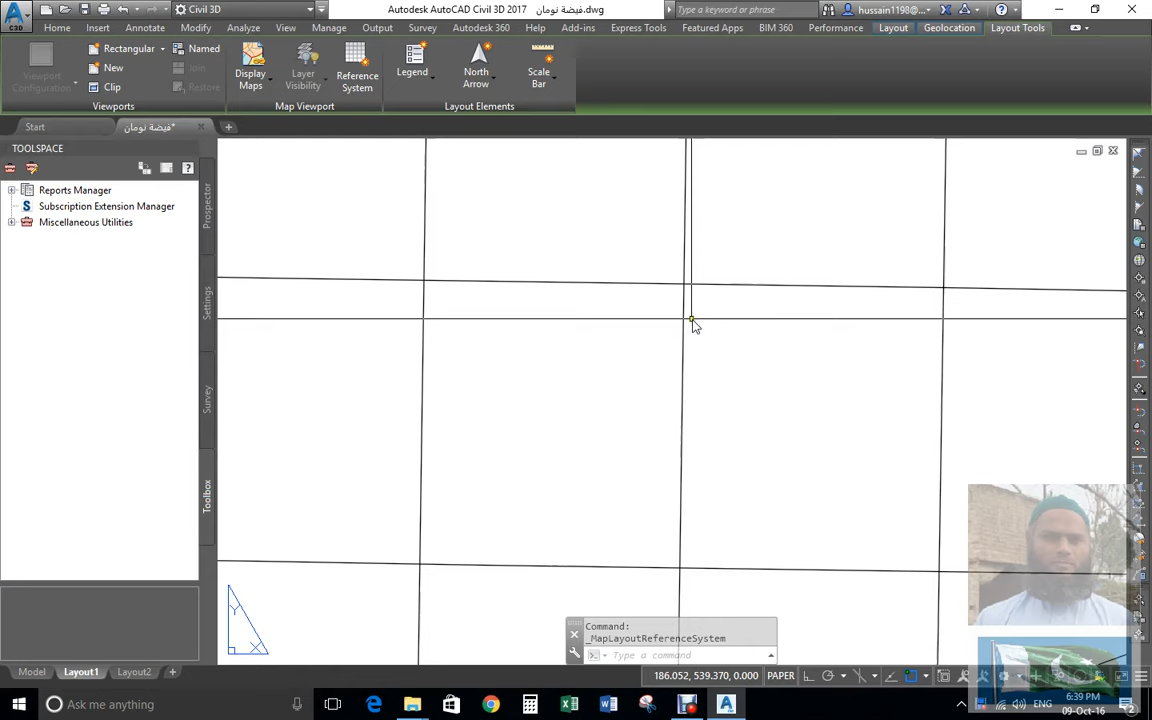 Civil 3D
Autodesk AutoCAD Civil 3D 2017
فيضة نومان.dwg
Type a keyword or phrase
hussain1198@...
Home
Insert
Annotate
Modify
Analyze
View
Manage
Output
Survey
Autodesk 360
Help
Add-ins
Express Tools
Featured Apps
BIM 360
Performance
Layout
Geolocation
Layout Tools
C3D
Viewport
Configuration
Rectangular
New
Clip
Named
Join
Restore
Viewports
Display
Maps
Layer
Visibility
Reference
System
Map Viewport
Legend
North
Arrow
Scale
Bar
Layout Elements
Start
فيضة نومان*
TOOLSPACE
Reports Manager
Subscription Extension Manager
Miscellaneous Utilities
Prospector
Settings
Survey
Toolbox
Y
X
Command:
_MapLayoutReferenceSystem
Type a command
Model
Layout1
Layout2
186.052, 539.370, 0.000
PAPER
Ask me anything
ENG
6:39 PM
09-Oct-16